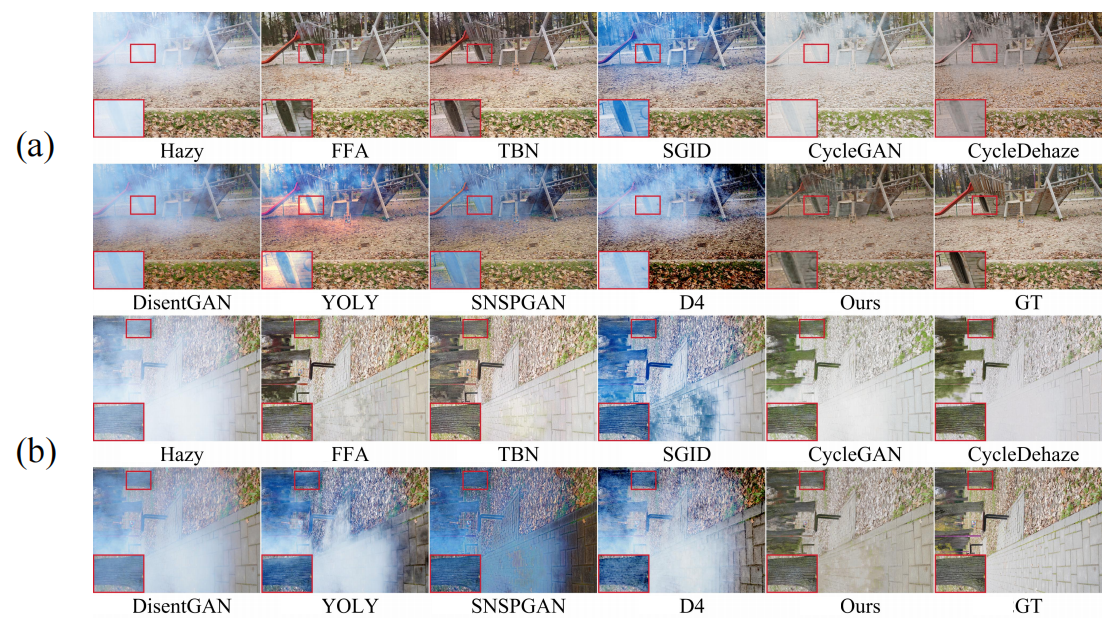 (a)
Hazy FFA TBN SGID CycleGAN CycleDehaze
DisentGAN YOLY SNSPGAN D4 Ours GT
(b)
Hazy FFA TBN SGID CycleGAN CycleDehaze
DisentGAN YOLY SNSPGAN D4 Ours .GT